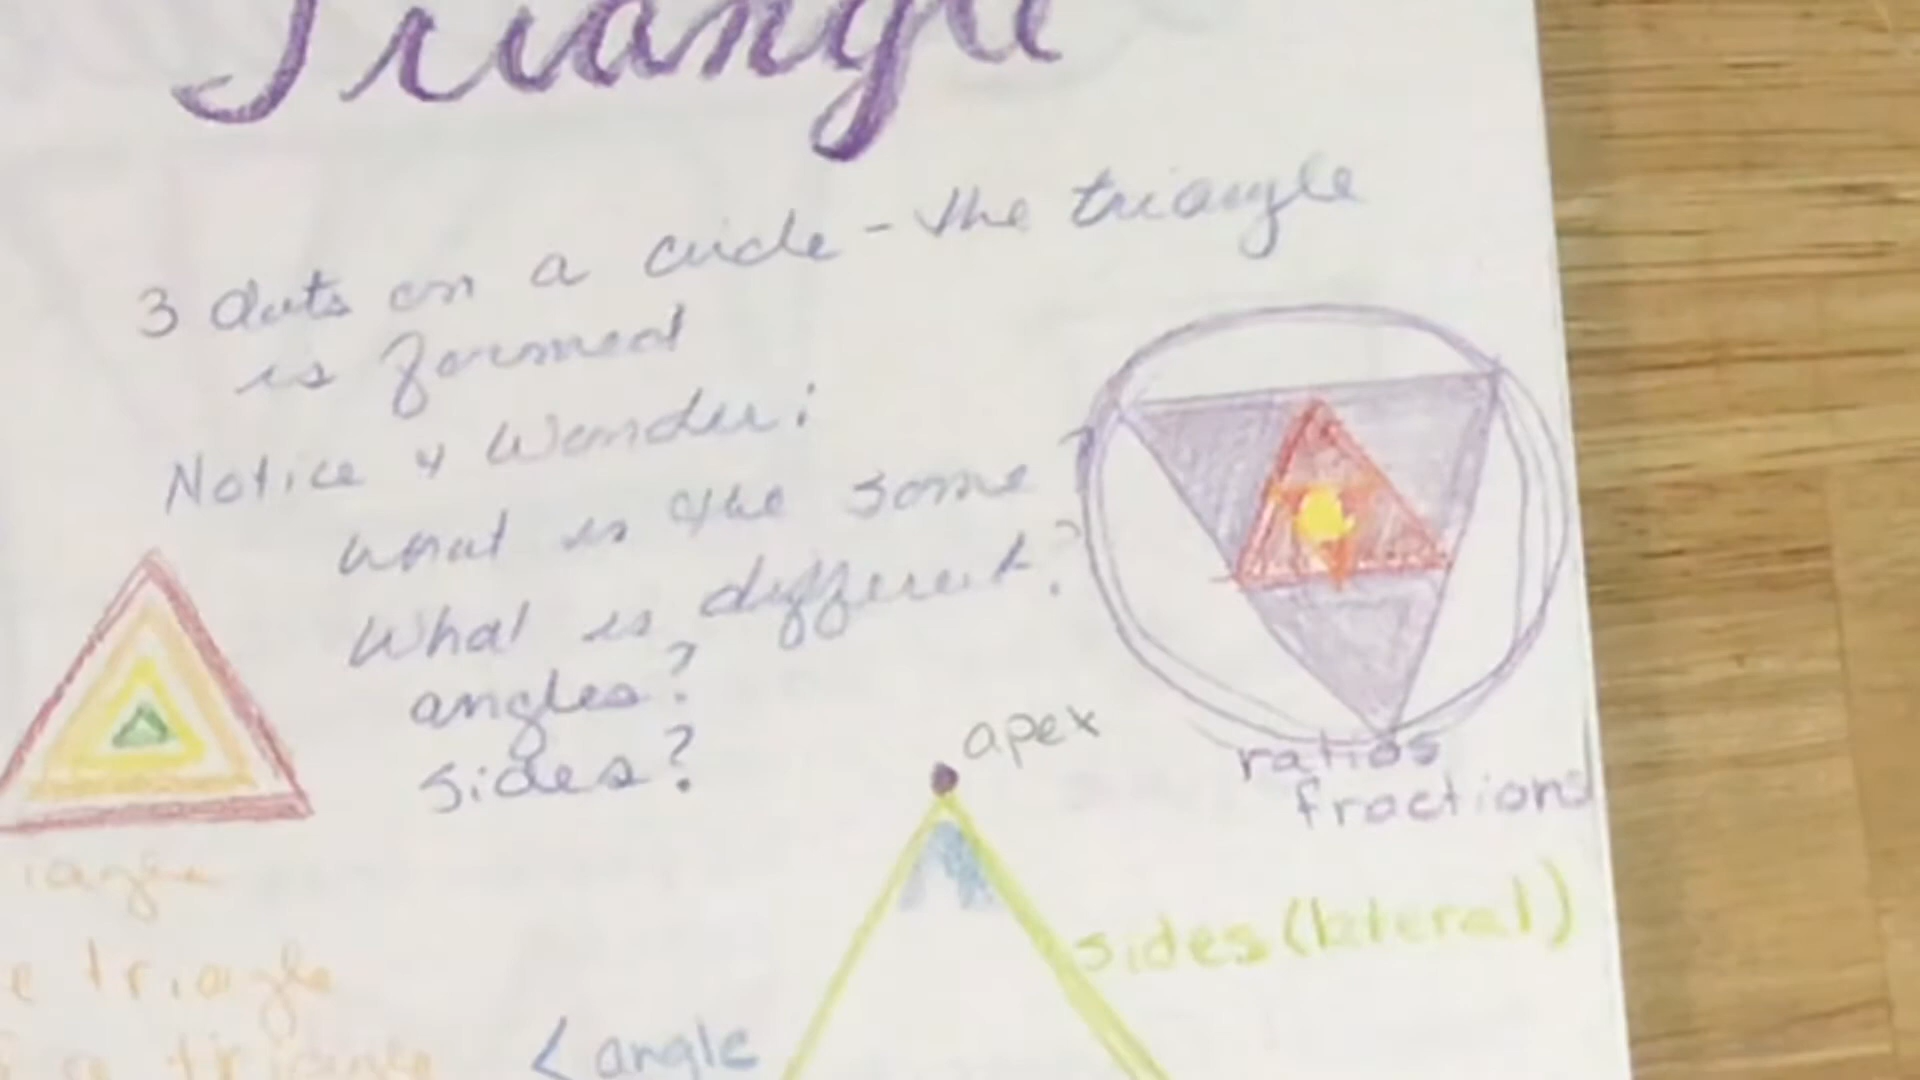 Triangle
3 dots on a circle - the triangle
is formed
Notice & Wonder:
What is the same?
What is different?
angles?
sides?
apex
ratios
fractions
sides (lateral)
< angle
triangle